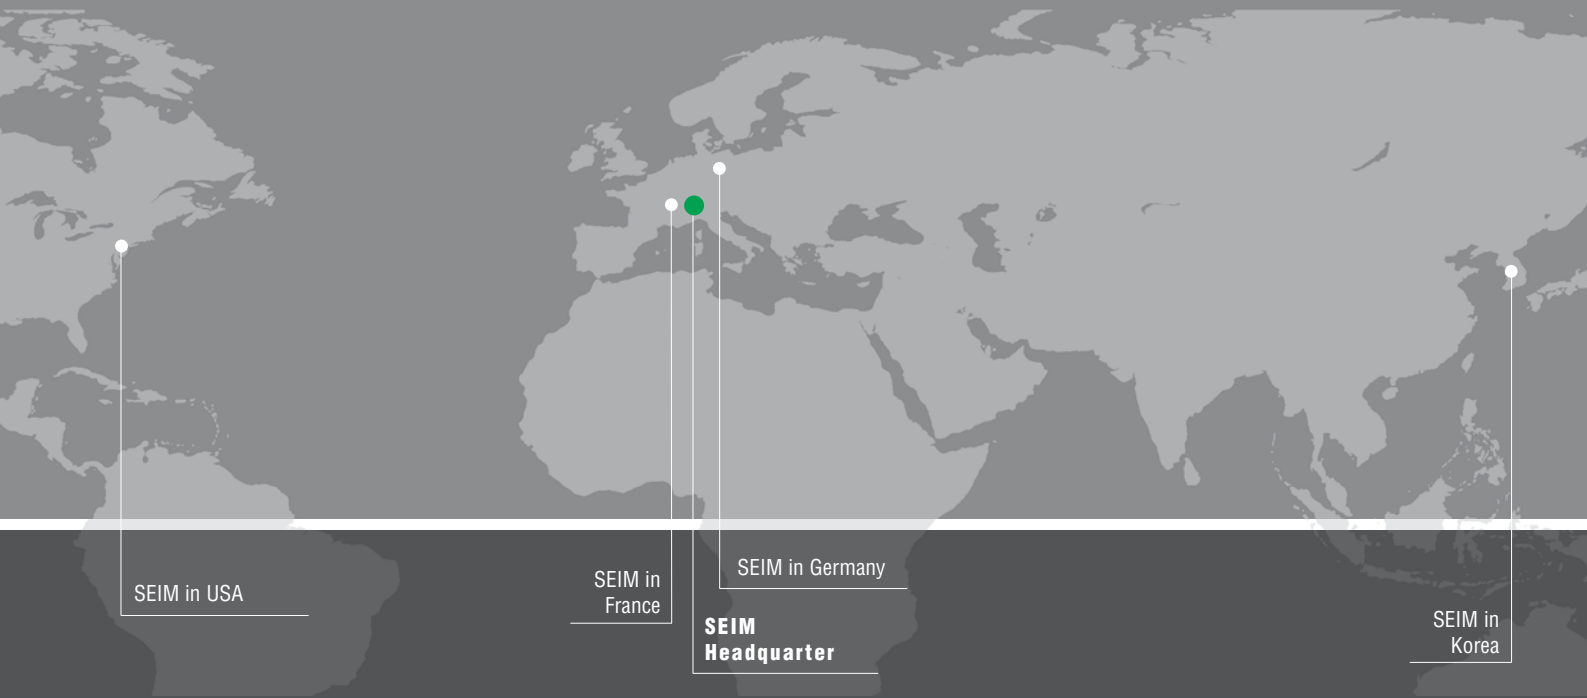 SEIM in USA
SEIM in
France
SEIM in Germany
SEIM
Headquarter
SEIM in
Korea